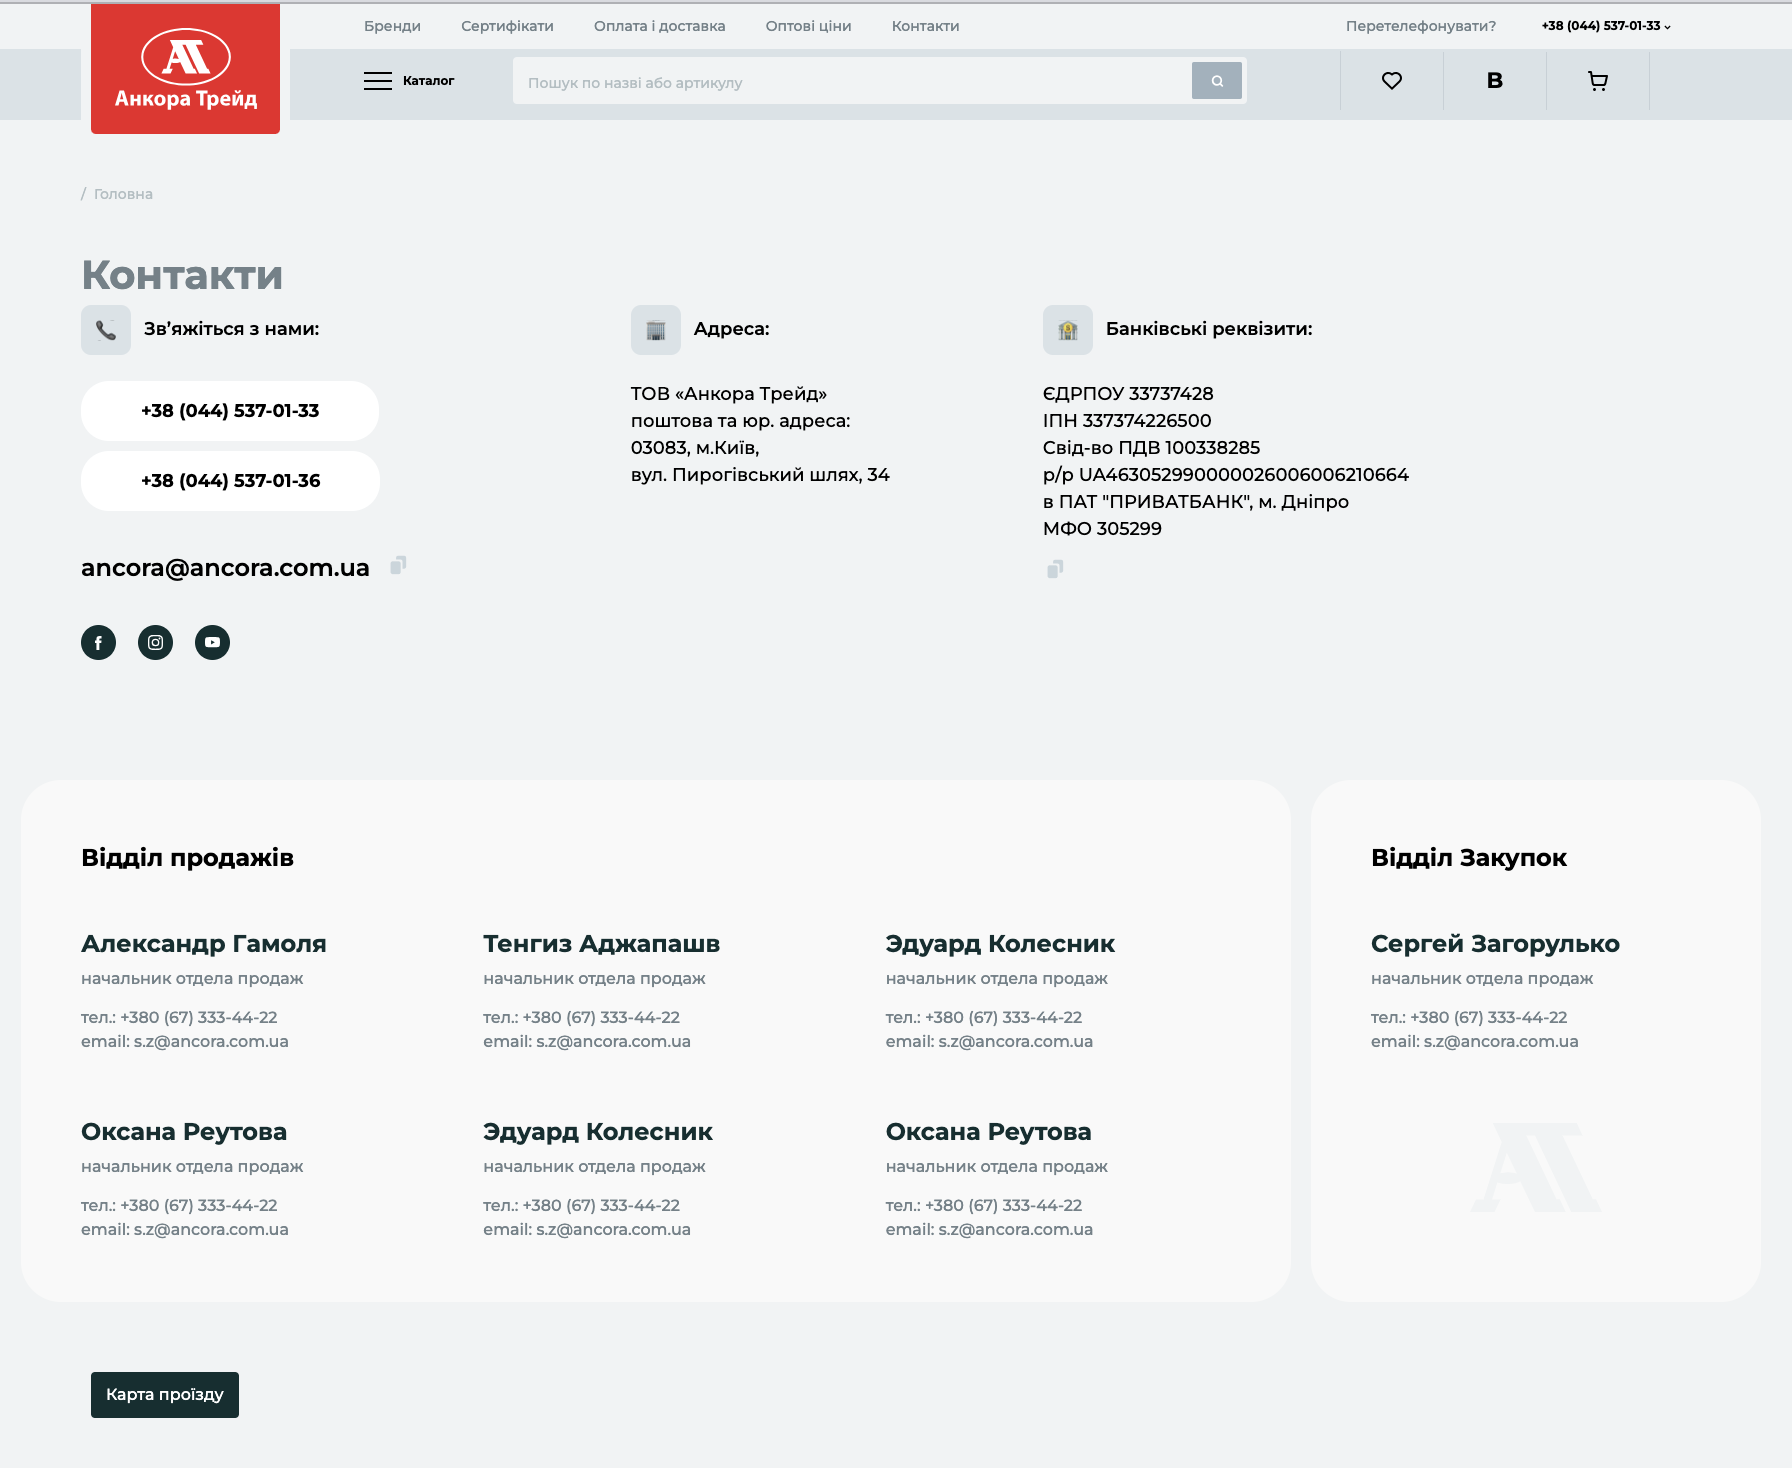 Бренди Сертифікати Оплата і доставка Оптові ціни Контакти Перетелефонувати? +38 (044) 537-01-33
Анкора Трейд
Каталог
Пошук по назві або артикулу
B
/ Головна
Контакти
Зв’яжіться з нами:
+38 (044) 537-01-33
+38 (044) 537-01-36
ancora@ancora.com.ua
Адреса:
ТОВ «Анкора Трейд»
поштова та юр. адреса:
03083, м.Київ,
вул. Пирогівський шлях, 34
Банківські реквізити:
ЄДРПОУ 33737428
ІПН 337374226500
Свід-во ПДВ 100338285
р/р UA463052990000026006006210664
в ПАТ "ПРИВАТБАНК", м. Дніпро
МФО 305299
Відділ продажів
Александр Гамоля
начальник отдела продаж
тел.: +380 (67) 333-44-22
email: s.z@ancora.com.ua
Тенгиз Аджапашв
начальник отдела продаж
тел.: +380 (67) 333-44-22
email: s.z@ancora.com.ua
Эдуард Колесник
начальник отдела продаж
тел.: +380 (67) 333-44-22
email: s.z@ancora.com.ua
Оксана Реутова
начальник отдела продаж
тел.: +380 (67) 333-44-22
email: s.z@ancora.com.ua
Эдуард Колесник
начальник отдела продаж
тел.: +380 (67) 333-44-22
email: s.z@ancora.com.ua
Оксана Реутова
начальник отдела продаж
тел.: +380 (67) 333-44-22
email: s.z@ancora.com.ua
Відділ Закупок
Сергей Загорулько
начальник отдела продаж
тел.: +380 (67) 333-44-22
email: s.z@ancora.com.ua
Карта проїзду